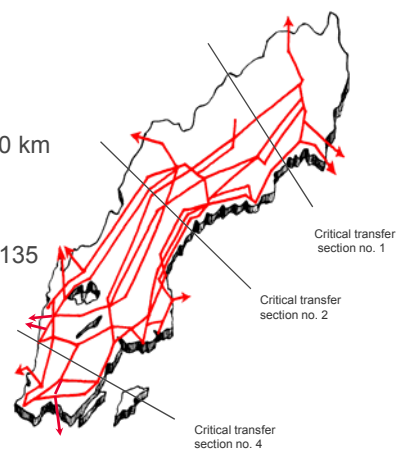 0 km
Critical transfer
section no. 1
135
Critical transfer
section no. 2
Critical transfer
section no. 4